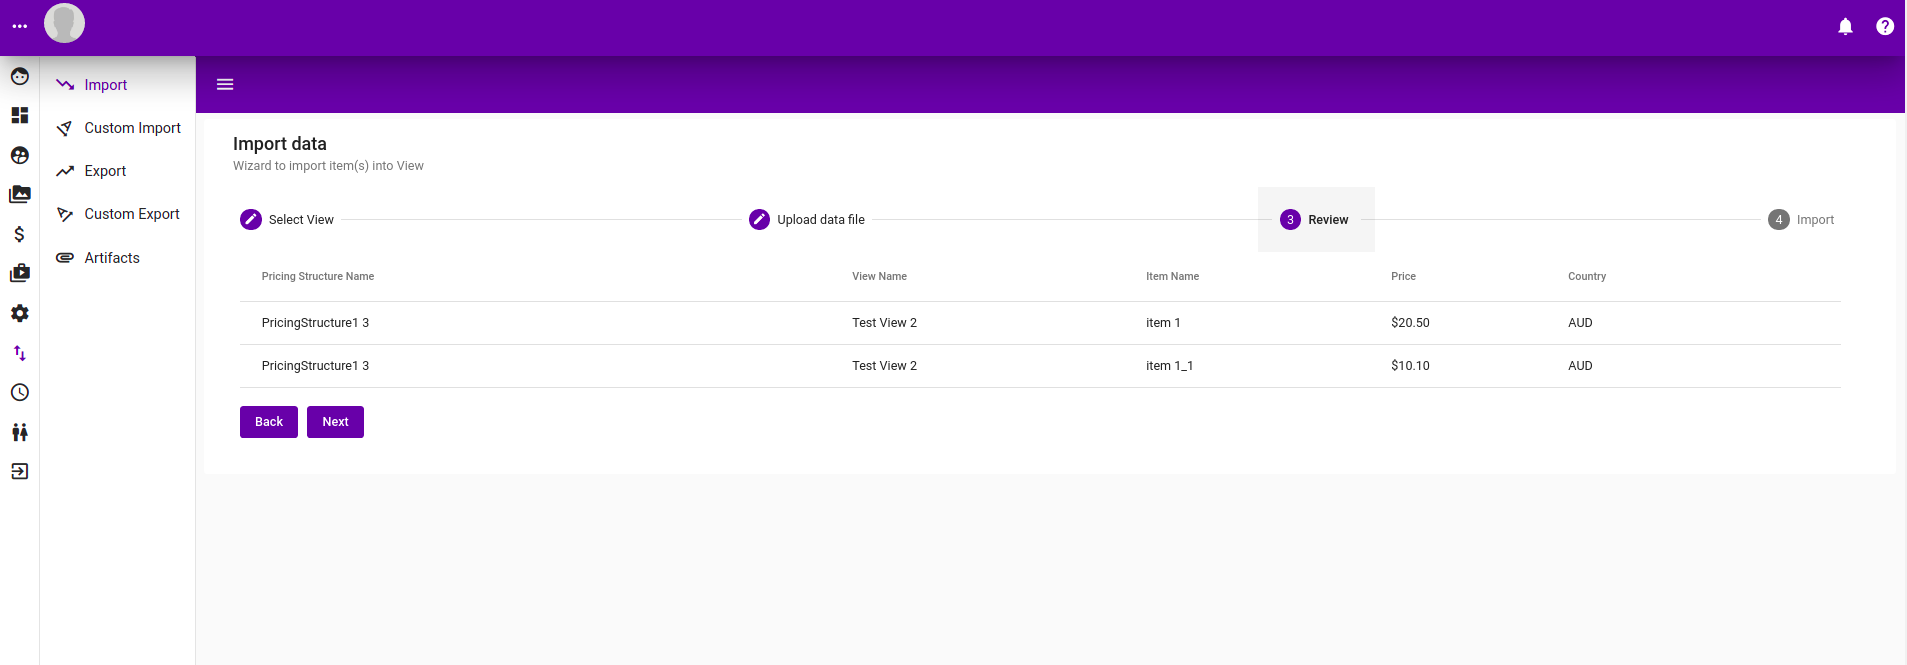 Import
Custom Import
Export
Custom Export
Artifacts
Import data
Wizard to import item(s) into View
Select View
Upload data file
3 Review
4 Import
Pricing Structure Name View Name Item Name Price Country
PricingStructure1 3 Test View 2 item 1 $20.50 AUD
PricingStructure1 3 Test View 2 item 1_1 $10.10 AUD
Back Next